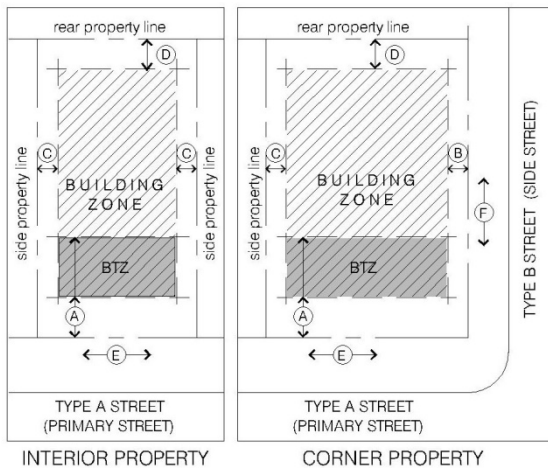 rear property line
D
side property line
C
C
side property line
BUILDING
ZONE
BTZ
A
E
TYPE A STREET
(PRIMARY STREET)
INTERIOR PROPERTY
rear property line
D
side property line
C
B
BUILDING
ZONE
F
BTZ
A
E
TYPE A STREET
(PRIMARY STREET)
TYPE B STREET (SIDE STREET)
CORNER PROPERTY